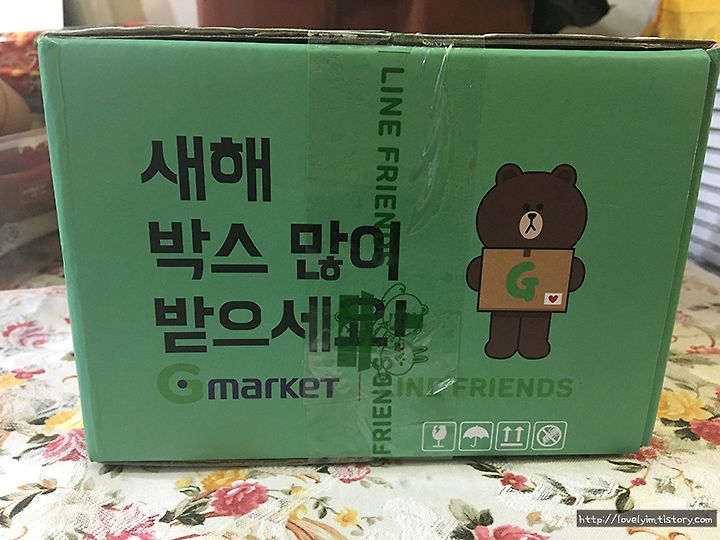 새해
박스 많이
받으세요!
Gmarket | LINE FRIENDS
LINE FRIENDS
FRIENDS
G
http://lovelyim.tistory.com